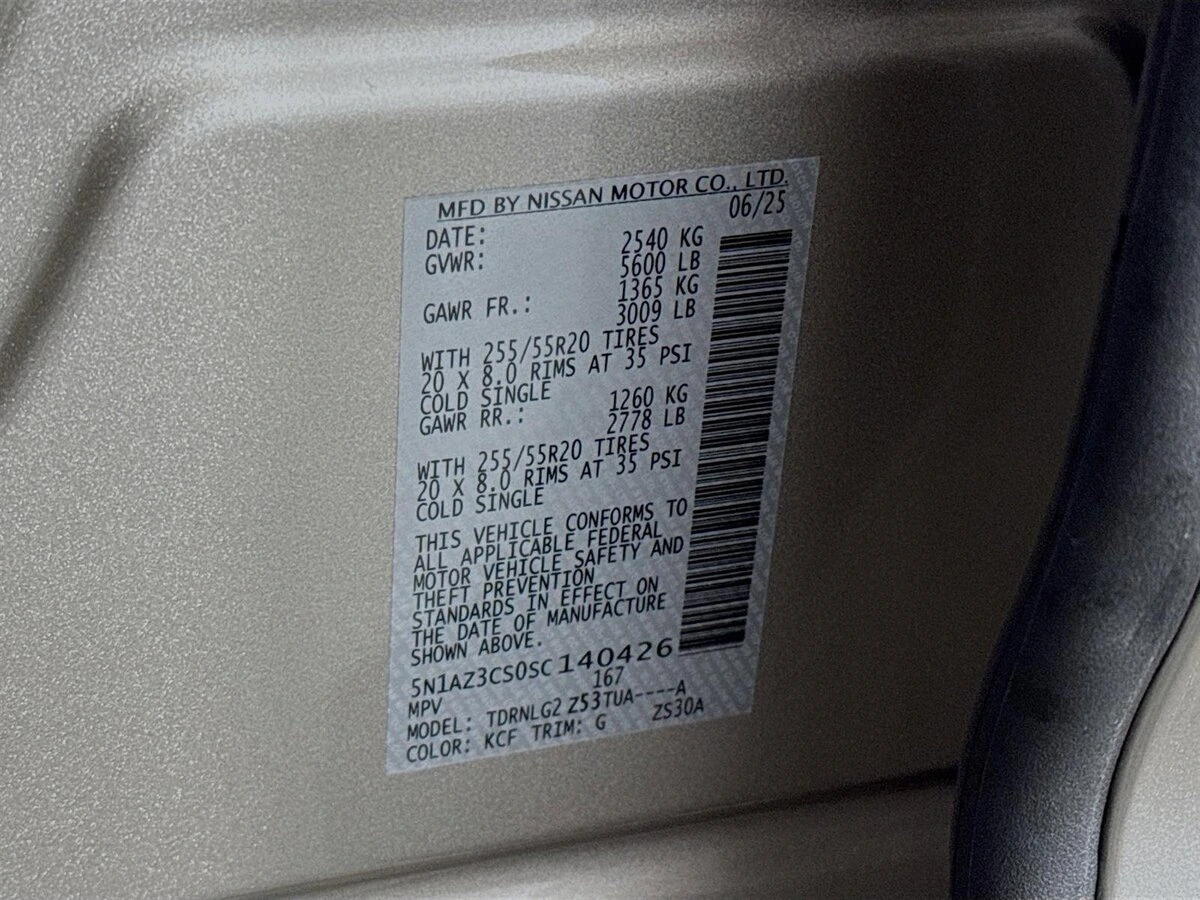 MFD BY NISSAN MOTOR CO., LTD.
DATE: 06/25
GVWR: 2540 KG
5600 LB
GAWR FR.: 1365 KG
3009 LB
WITH 255/55R20 TIRES
20 X 8.0 RIMS AT 35 PSI
COLD SINGLE
GAWR RR.: 1260 KG
2778 LB
WITH 255/55R20 TIRES
20 X 8.0 RIMS AT 35 PSI
COLD SINGLE
THIS VEHICLE CONFORMS TO
ALL APPLICABLE FEDERAL
MOTOR VEHICLE SAFETY AND
THEFT PREVENTION
STANDARDS IN EFFECT ON
THE DATE OF MANUFACTURE
SHOWN ABOVE.
5N1AZ3CS0SC140426
MPV 167
MODEL: TDRNLG2 Z53TUA----A
COLOR: KCF TRIM: G ZS30A